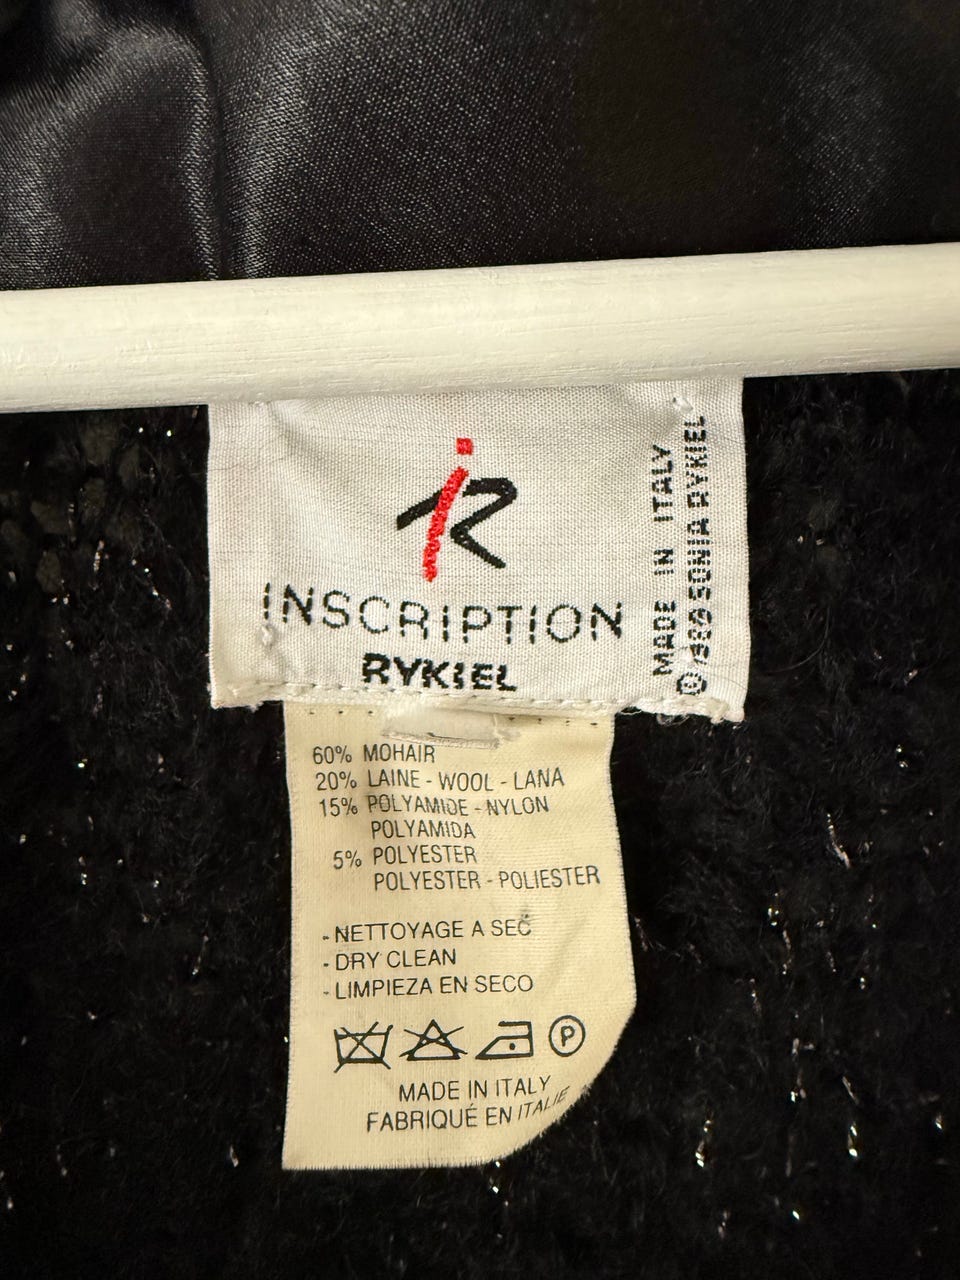 iR
INSCRIPTION
RYKIEL
MADE IN ITALY
© SONIA RYKIEL
60% MOHAIR
20% LAINE - WOOL - LANA
15% POLYAMIDE - NYLON
POLYAMIDA
5% POLYESTER
POLYESTER - POLIESTER
- NETTOYAGE A SEC
- DRY CLEAN
- LIMPIEZA EN SECO
P
MADE IN ITALY
FABRIQUÉ EN ITALIE